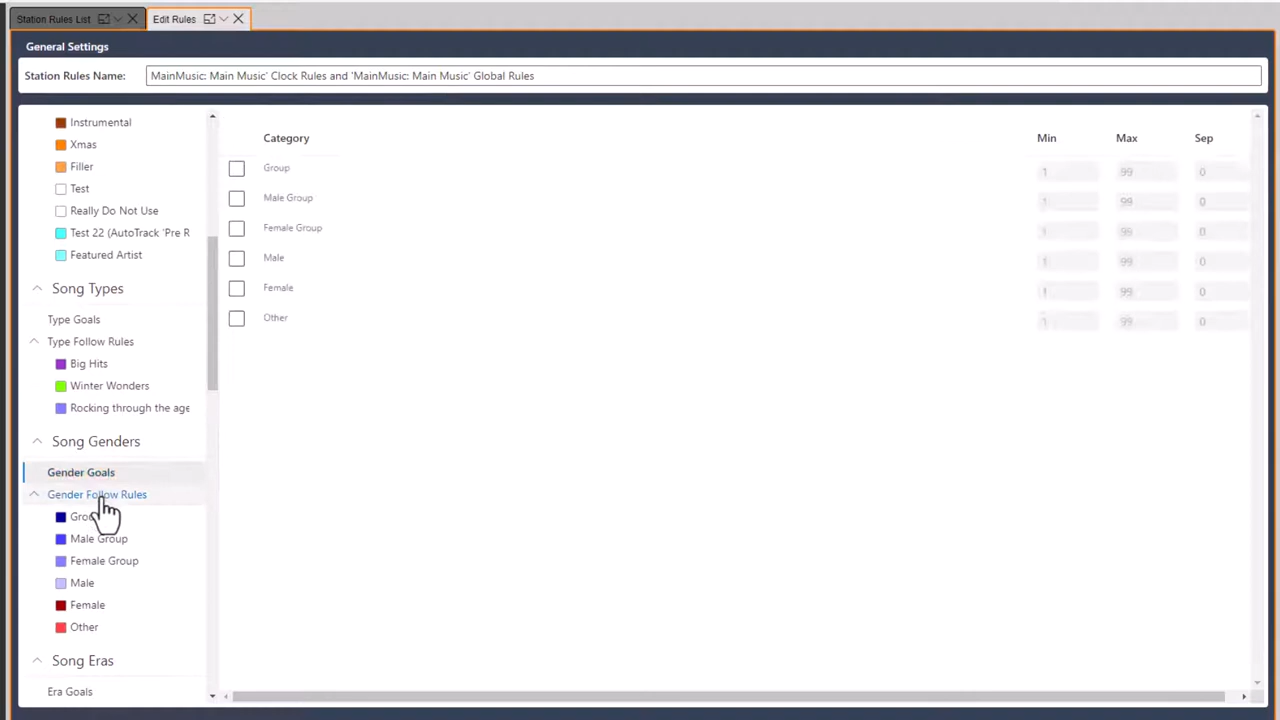 Station Rules List
Edit Rules
General Settings
Station Rules Name:
MainMusic: Main Music' Clock Rules and 'MainMusic: Main Music' Global Rules
Instrumental
Xmas
Filler
Test
Really Do Not Use
Test 22 (AutoTrack 'Pre R
Featured Artist
Song Types
Type Goals
Type Follow Rules
Big Hits
Winter Wonders
Rocking through the age
Song Genders
Gender Goals
Gender Follow Rules
Male Group
Female Group
Male
Female
Other
Song Eras
Era Goals
Category Min Max Sep
Group 1 99 0
Male Group 1 99 0
Female Group 1 99 0
Male 1 99 0
Female 1 99 0
Other 1 99 0